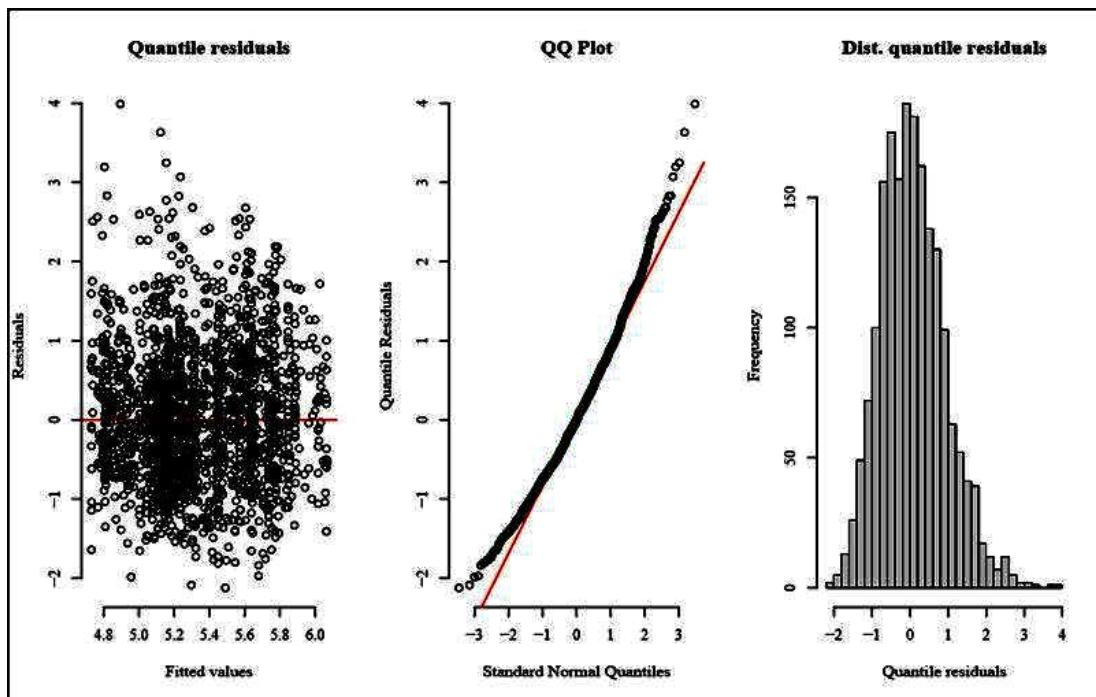 Quantile residuals
Residuals
4
3
2
1
0
−1
−2
4.8 5.0 5.2 5.4 5.6 5.8 6.0
Fitted values
QQ Plot
Quantile Residuals
4
3
2
1
0
−1
−2
−3 −2 −1 0 1 2 3
Standard Normal Quantiles
Dist. quantile residuals
Frequency
150
100
50
0
−2 −1 0 1 2 3 4
Quantile residuals